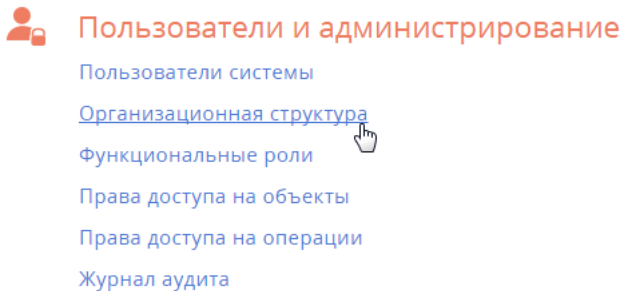 Пользователи и администрирование
Пользователи системы
Организационная структура
Функциональные роли
Права доступа на объекты
Права доступа на операции
Журнал аудита